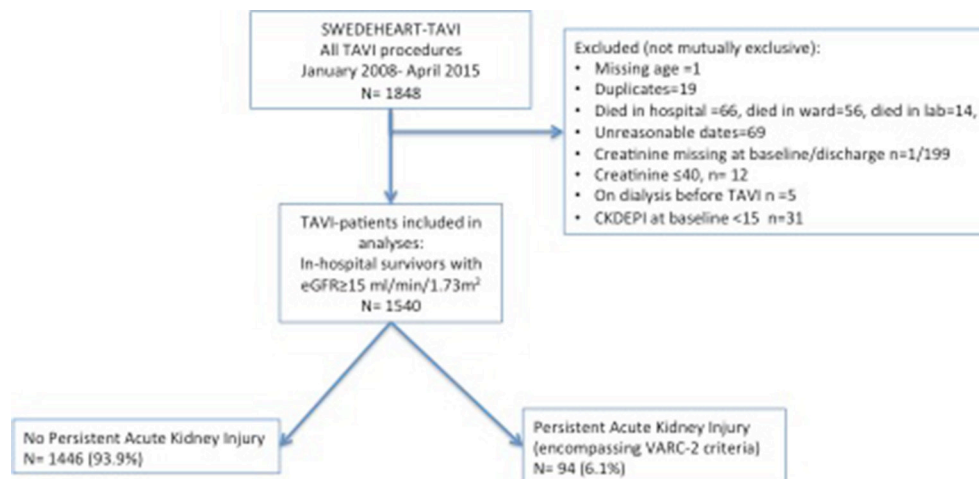 SWEDEHEART-TAVI
All TAVI procedures
January 2008- April 2015
N= 1848
Excluded (not mutually exclusive):
• Missing age =1
• Duplicates=19
• Died in hospital =66, died in ward=56, died in lab=14,
• Unreasonable dates=69
• Creatinine missing at baseline/discharge n=1/199
• Creatinine ≤40, n= 12
• On dialysis before TAVI n =5
• CKDEPI at baseline <15 n=31
TAVI-patients included in
analyses:
In-hospital survivors with
eGFR≥15 ml/min/1.73m²
N= 1540
No Persistent Acute Kidney Injury
N= 1446 (93.9%)
Persistent Acute Kidney Injury
(encompassing VARC-2 criteria)
N= 94 (6.1%)